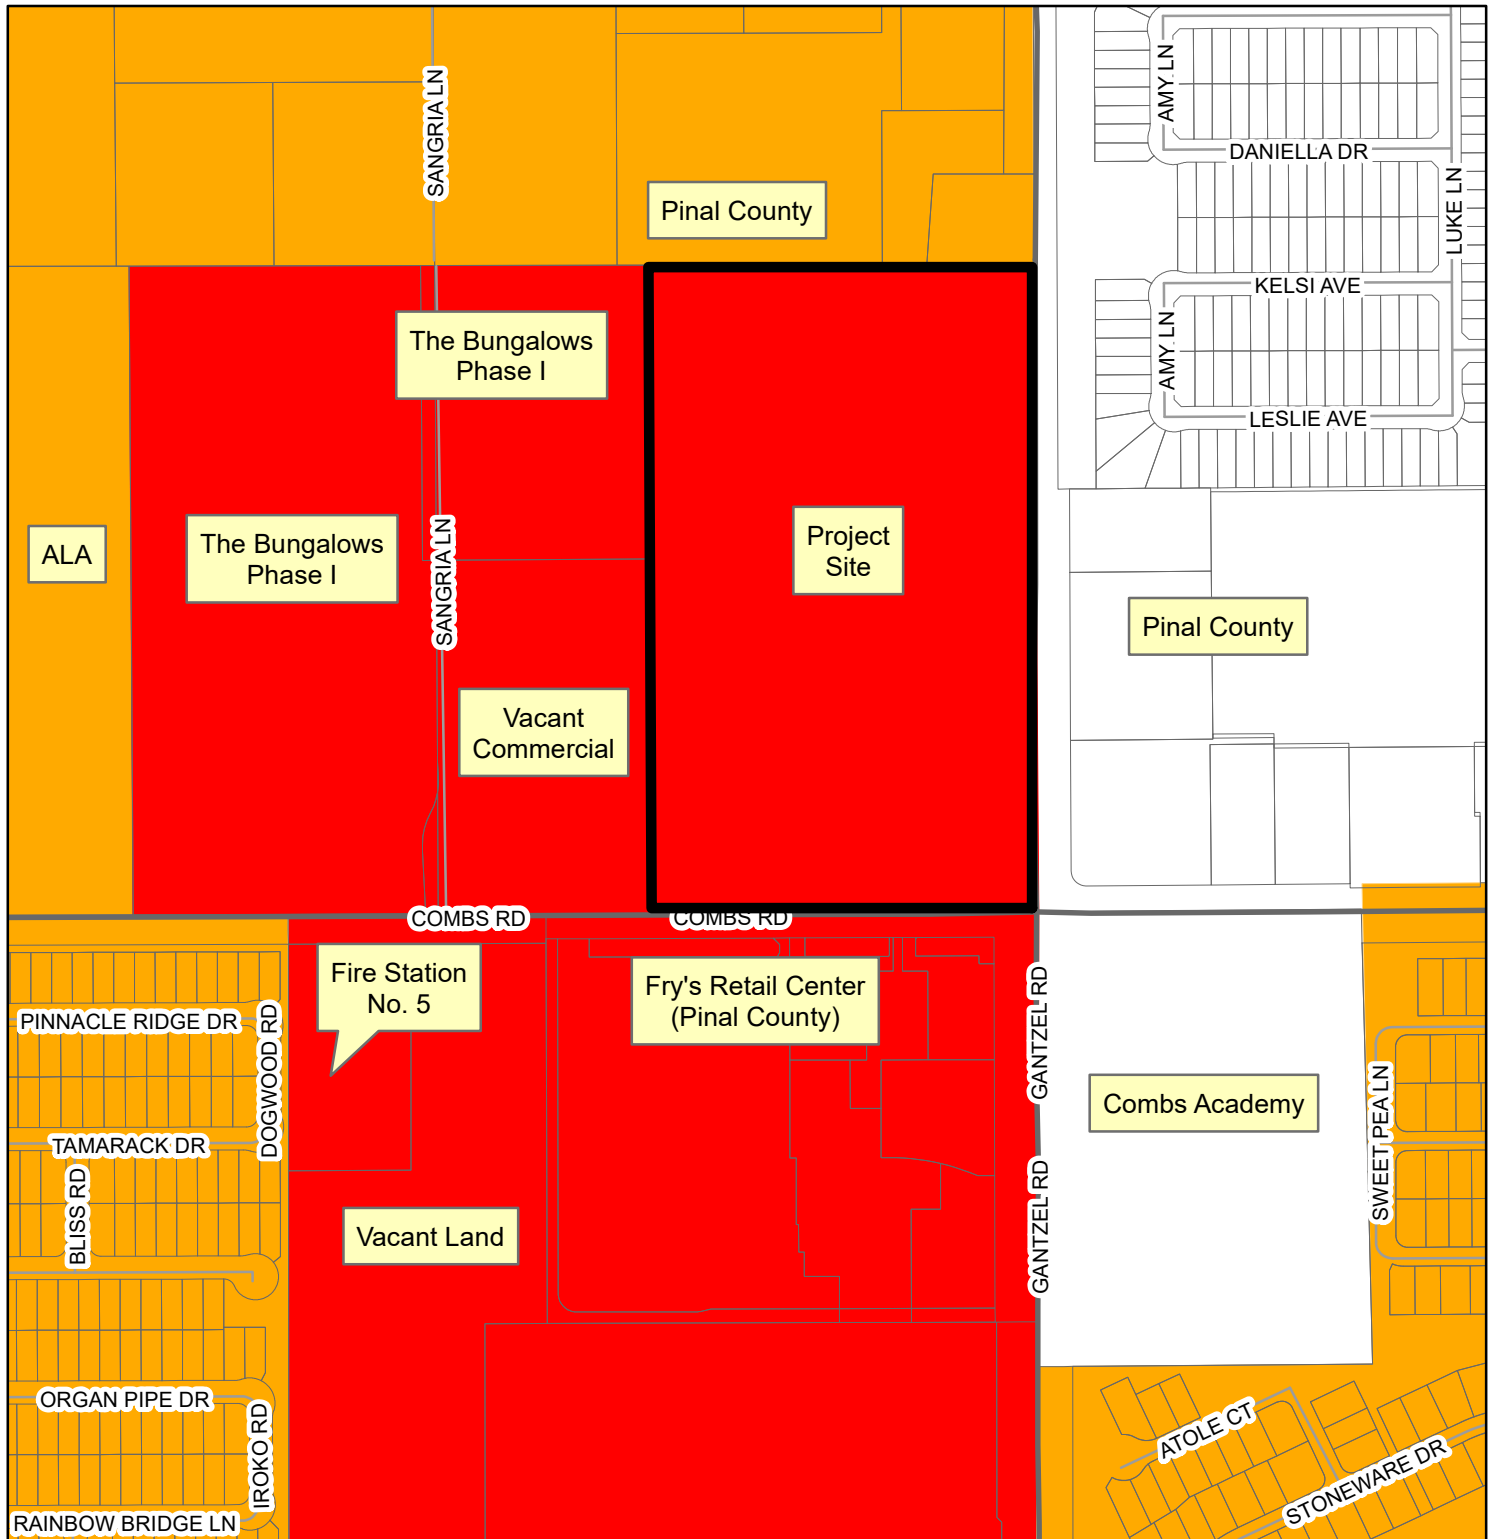 SANGRIA LN
AMY LN
DANIELLA DR
LUKE LN
Pinal County
KELSI AVE
AMY LN
LESLIE AVE
The Bungalows
Phase I
Project
Site
ALA
The Bungalows
Phase I
SANGRIA LN
Pinal County
Vacant
Commercial
COMBS RD
COMBS RD
Fire Station
No. 5
Fry's Retail Center
(Pinal County)
GANTZEL RD
PINNACLE RIDGE DR
DOGWOOD RD
Combs Academy
SWEET PEA LN
TAMARACK DR
BLISS RD
GANTZEL RD
Vacant Land
ORGAN PIPE DR
IROKO RD
ATOLE CT
STONEWARE DR
RAINBOW BRIDGE LN